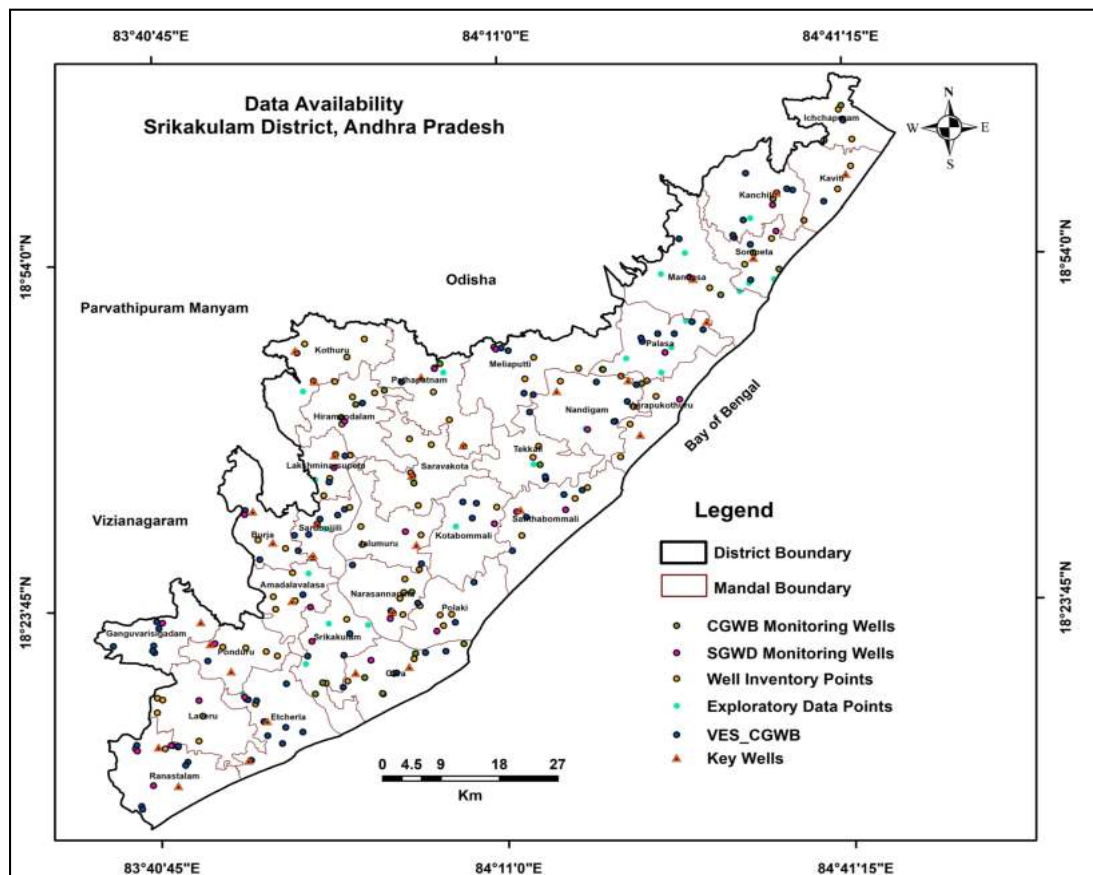 83°40'45"E
84°11'0"E
84°41'15"E
Data Availability
Srikakulam District, Andhra Pradesh
N
W
E
S
Ichchapuram
Kaviti
Kanchili
Sompeta
18°54'0"N
18°54'0"N
Odisha
Mandasa
Parvathipuram Manyam
Kothuru
Palasa
Meliaputti
Pathapatnam
Hiramandalam
Nandigam
Vajrapukothuru
Bay of Bengal
Tekkali
Saravakota
Lakshminarsupeta
Legend
Vizianagaram
Santhabommali
Sarubujjili
Burja
Jalumuru
Kotabommali
District Boundary
Amadalavalasa
Narasannapeta
Mandal Boundary
Polaki
18°23'45"N
18°23'45"N
Ganguvarisigadam
Srikakulam
Ponduru
CGWB Monitoring Wells
SGWD Monitoring Wells
Gara
Well Inventory Points
Exploratory Data Points
Laveru
Etcherla
VES_CGWB
Key Wells
Ranastalam
0 4.5 9 18 27
Km
83°40'45"E
84°11'0"E
84°41'15"E